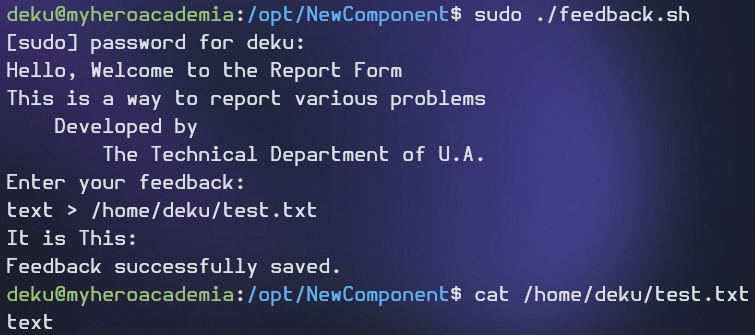 deku@myheroacademia:/opt/NewComponent$ sudo ./feedback.sh
[sudo] password for deku:
Hello, Welcome to the Report Form
This is a way to report various problems
    Developed by
        The Technical Department of U.A.
Enter your feedback:
text > /home/deku/test.txt
It is This:
Feedback successfully saved.
deku@myheroacademia:/opt/NewComponent$ cat /home/deku/test.txt
text